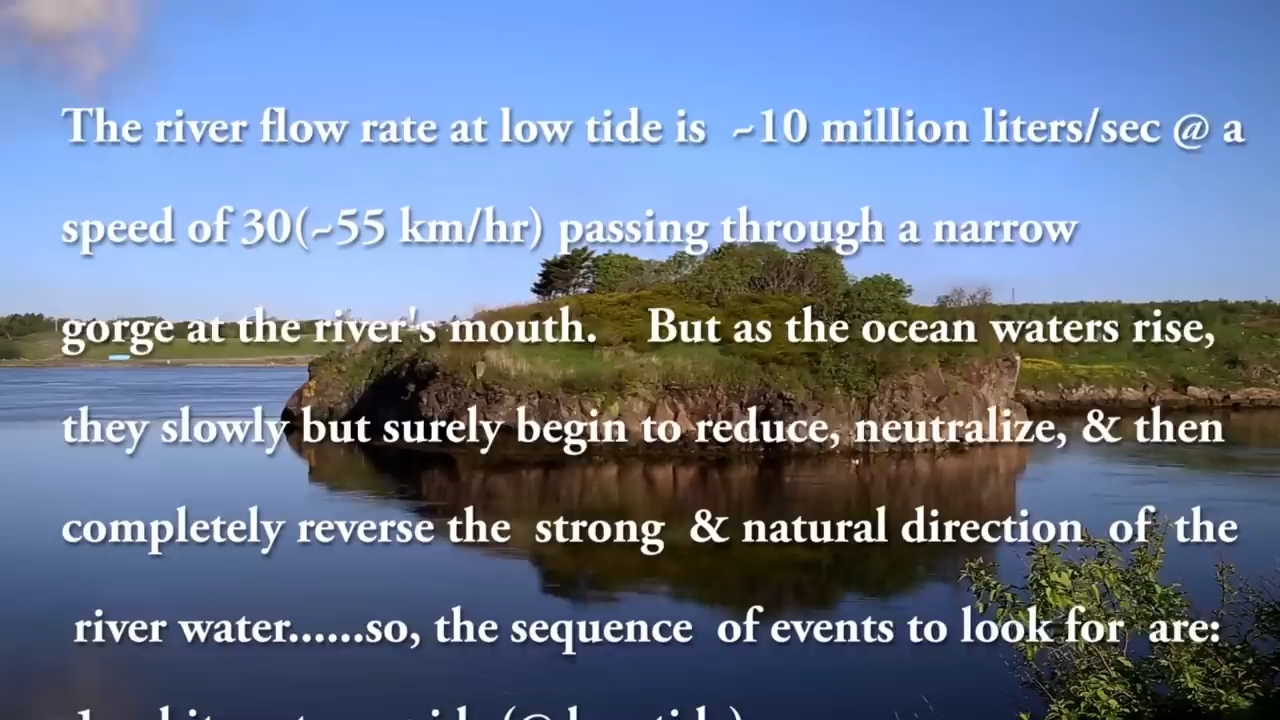 The river flow rate at low tide is ~10 million liters/sec @ a
speed of 30(~55 km/hr) passing through a narrow
gorge at the river's mouth. But as the ocean waters rise,
they slowly but surely begin to reduce, neutralize, & then
completely reverse the strong & natural direction of the
river water......so, the sequence of events to look for are: